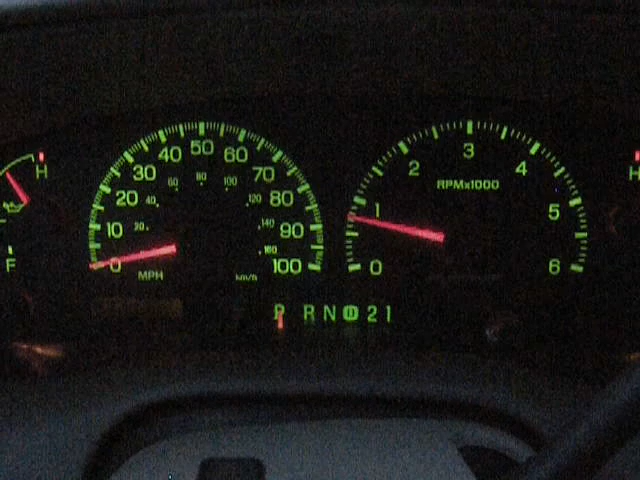 H
F
0 10 20 30 40 50 60 70 80 90 100
20 40 60 80 100 120 140 160
MPH
km/h
0 1 2 3 4 5 6
RPMx1000
H
P R N D 2 1